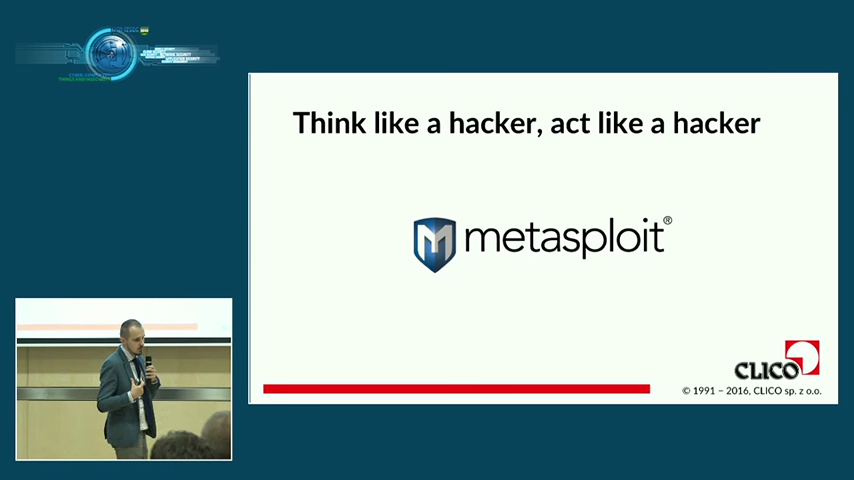 Think like a hacker, act like a hacker
metasploit®
CLICO
© 1991 – 2016, CLICO sp. z o.o.